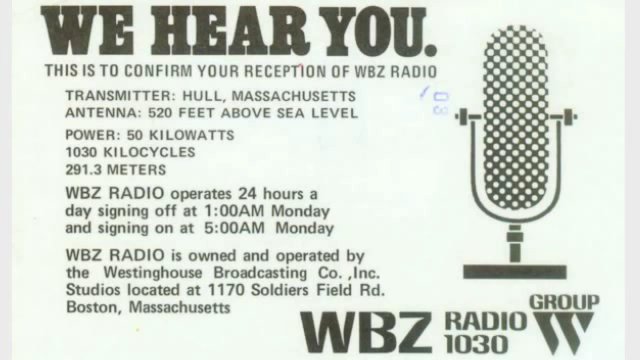 WE HEAR YOU.
THIS IS TO CONFIRM YOUR RECEPTION OF WBZ RADIO
TRANSMITTER: HULL, MASSACHUSETTS
ANTENNA: 520 FEET ABOVE SEA LEVEL
POWER: 50 KILOWATTS
1030 KILOCYCLES
291.3 METERS
WBZ RADIO operates 24 hours a
day signing off at 1:00AM Monday
and signing on at 5:00AM Monday
WBZ RADIO is owned and operated by
the Westinghouse Broadcasting Co.,Inc.
Studios located at 1170 Soldiers Field Rd.
Boston, Massachusetts
WBZ RADIO 1030
GROUP W